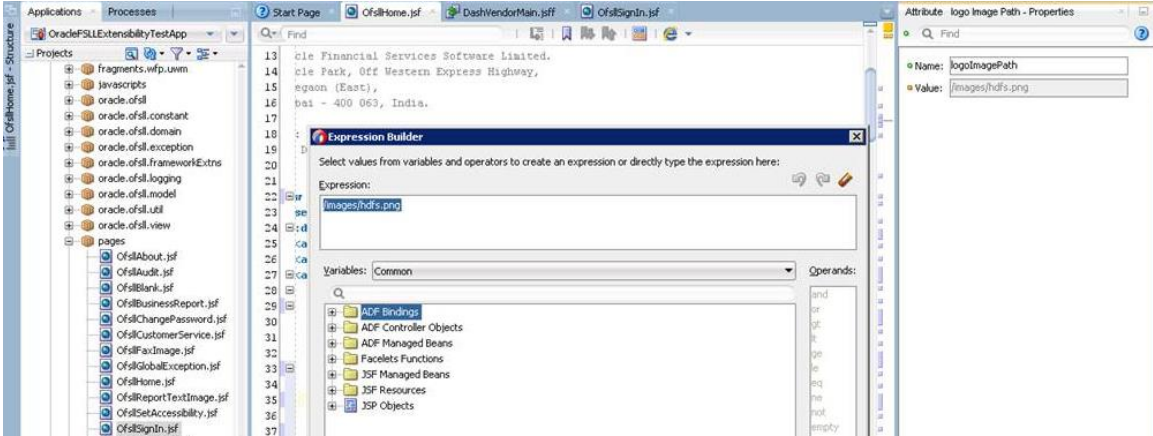 Applications
Processes
Start Page
OfsllHome.jsf
DashVendorMain.jsff
OfsllSignIn.jsf
Attribute logo Image Path - Properties
OfsllHome.jsf - Structure
OracleFSLLExtensibilityTestApp
Find
Find
Projects
fragments.wfp.uwm
javascripts
oracle.ofsll
oracle.ofsll.constant
oracle.ofsll.domain
oracle.ofsll.exception
oracle.ofsll.frameworkExtns
oracle.ofsll.logging
oracle.ofsll.model
oracle.ofsll.util
oracle.ofsll.view
pages
OfsllAbout.jsf
OfsllAudit.jsf
OfsllBlank.jsf
OfsllBusinessReport.jsf
OfsllChangePassword.jsf
OfsllCustomerService.jsf
OfsllFaxImage.jsf
OfsllGlobalException.jsf
OfsllHome.jsf
OfsllReportTextImage.jsf
OfsllSetAccessibility.jsf
OfsllSignIn.jsf
13 cle Financial Services Software Limited.
14 cle Park, Off Western Express Highway,
15 egaon (East),
16 bai - 400 063, India.
17
18 :
19 D
20
21
22 r
23 se
24 :d
25 ca
26 ca
27 ca
28
29
30
31
32
33
34
35
36
37
Expression Builder
Select values from variables and operators to create an expression or directly type the expression here:
Expression:
/images/hdfs.png
Variables: Common
Operands:
ADF Bindings
ADF Controller Objects
ADF Managed Beans
Facelets Functions
JSF Managed Beans
JSF Resources
JSP Objects
and
or
gt
lt
ge
le
eq
ne
not
empty
Name: logoImagePath
Value: /images/hdfs.png